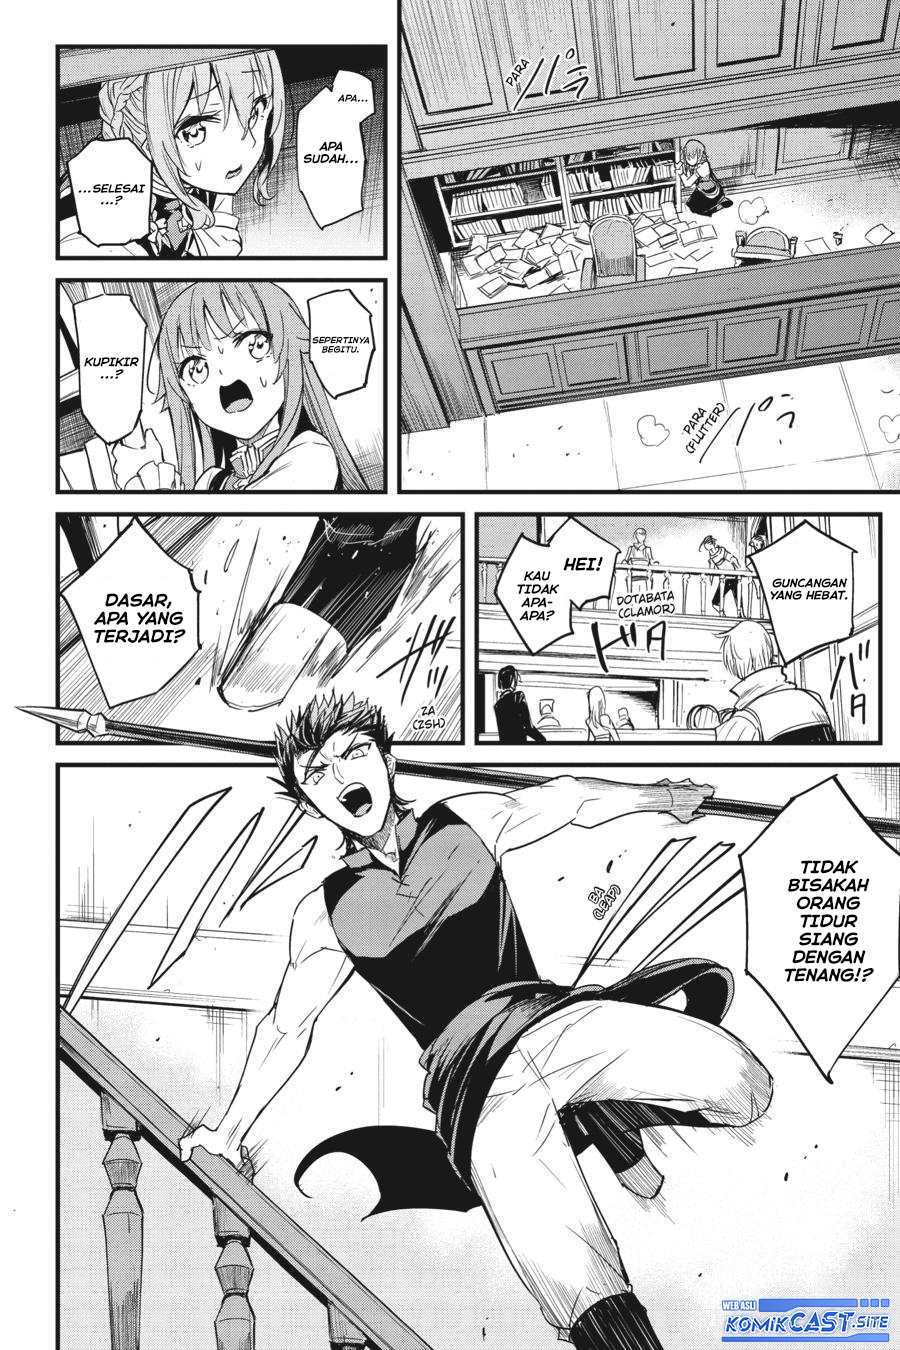 PARA
パラ
PARA
(FLUTTER)
パラ
APA...
APA
SUDAH...
...SELESAI
...?
SEPERTINYA
BEGITU.
KUPIKIR
...?
GUNCANGAN
YANG HEBAT.
HEI!
KAU
TIDAK
APA-
APA?
DOTABATA
(CLAMOR)
ドタ
バタ
DASAR,
APA YANG
TERJADI?
ZA
(ZSH)
TIDAK
BISAKAH
ORANG
TIDUR
SIANG
DENGAN
TENANG!?
BA
(LEAP)
WEB ASLI
KOMIKCAST.SITE